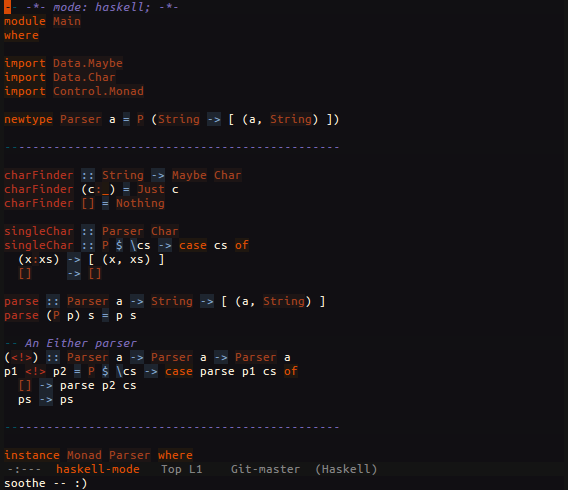 -- -*- mode: haskell; -*-
module Main
where
import Data.Maybe
import Data.Char
import Control.Monad
newtype Parser a = P (String -> [ (a, String) ])
------------------------------------------------
charFinder :: String -> Maybe Char
charFinder (c:_) = Just c
charFinder [] = Nothing
singleChar :: Parser Char
singleChar :: P $ \cs -> case cs of
  (x:xs) -> [ (x, xs) ]
  []     -> []
parse :: Parser a -> String -> [ (a, String) ]
parse (P p) s = p s
-- An Either parser
(<!>) :: Parser a -> Parser a -> Parser a
p1 <!> p2 = P $ \cs -> case parse p1 cs of
  [] -> parse p2 cs
  ps -> ps
------------------------------------------------
instance Monad Parser where
-:---  haskell-mode   Top L1    Git-master  (Haskell)
soothe -- :)